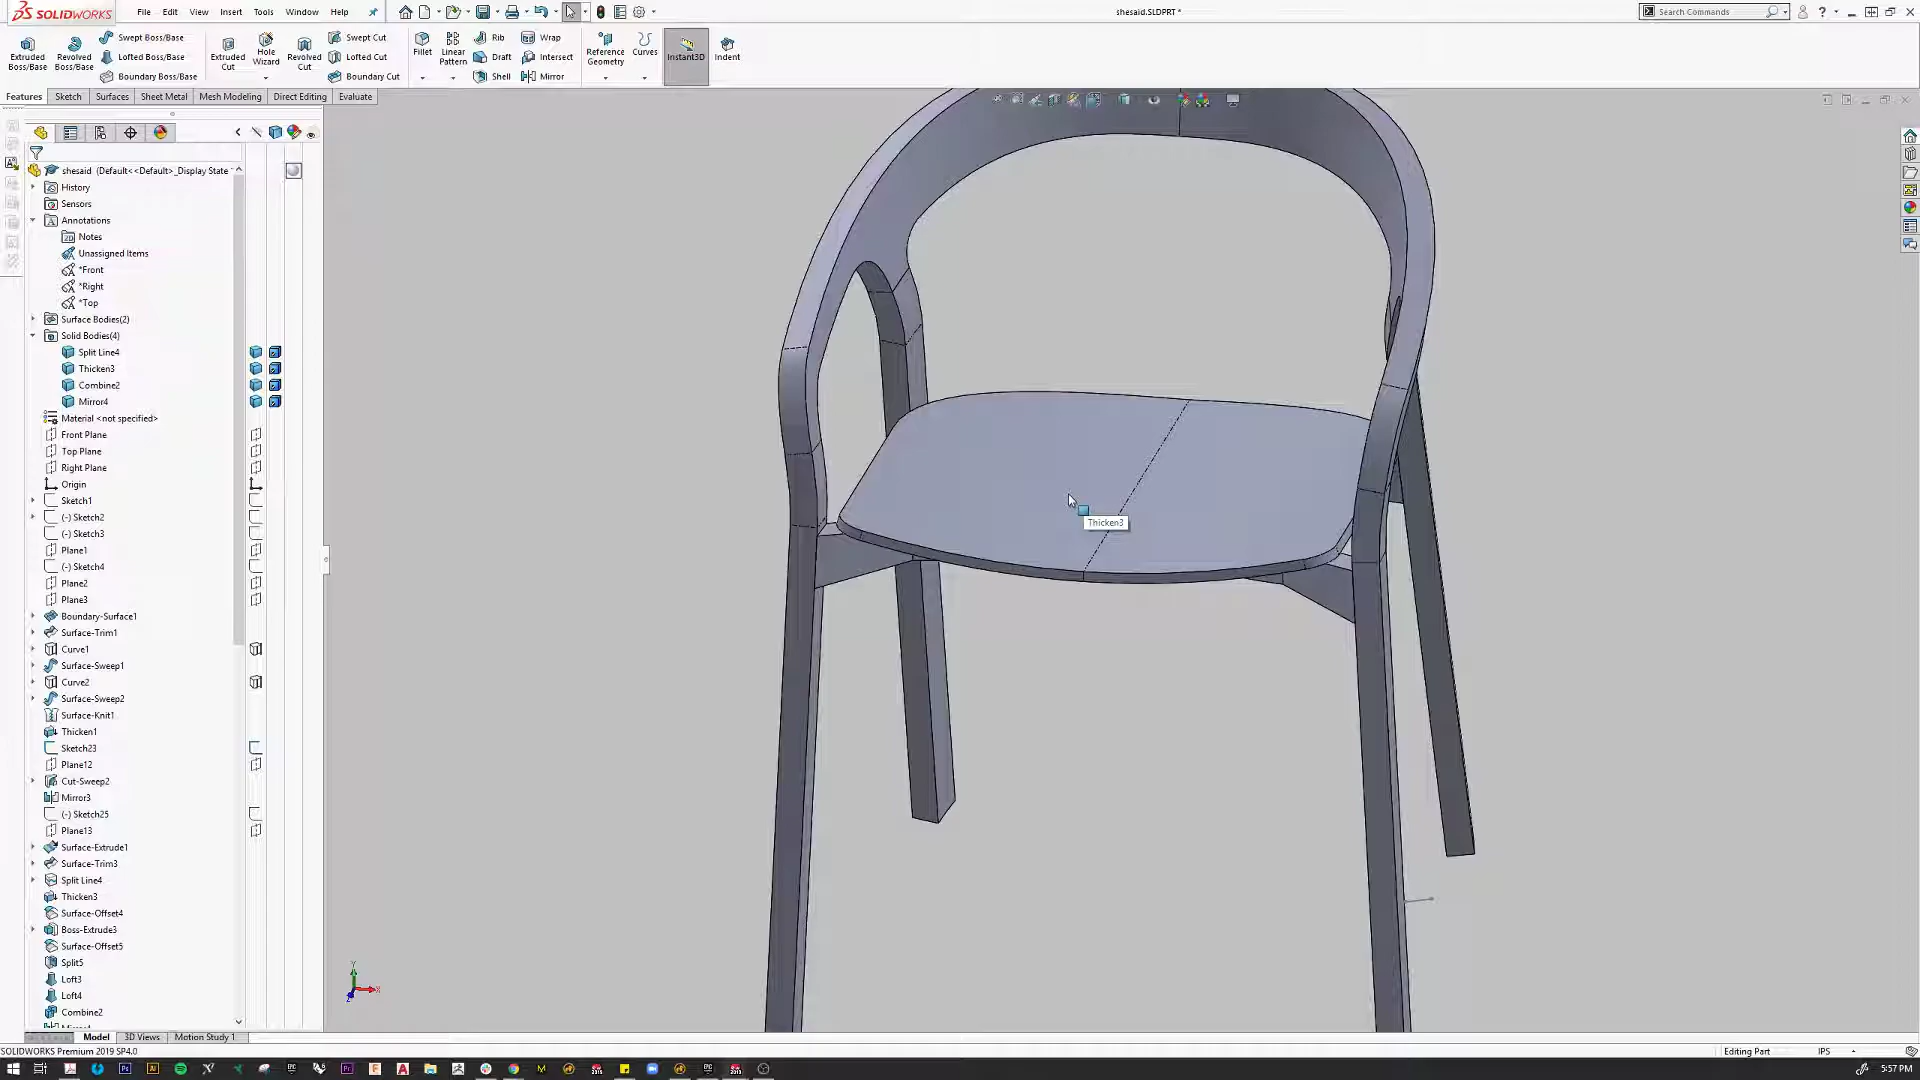 SOLIDWORKS
File Edit View Insert Tools Window Help
shesaid.SLDPRT *
Search Commands
Extruded Boss/Base
Revolved Boss/Base
Swept Boss/Base
Lofted Boss/Base
Boundary Boss/Base
Extruded Cut
Hole Wizard
Revolved Cut
Swept Cut
Lofted Cut
Boundary Cut
Fillet
Linear Pattern
Rib
Draft
Shell
Wrap
Intersect
Mirror
Reference Geometry
Curves
Instant3D
Indent
Features Sketch Surfaces Sheet Metal Mesh Modeling Direct Editing Evaluate
shesaid (Default<<Default>_Display State
History
Sensors
Annotations
Notes
Unassigned Items
*Front
*Right
*Top
Surface Bodies(2)
Solid Bodies(4)
Split Line4
Thicken3
Combine2
Mirror4
Material <not specified>
Front Plane
Top Plane
Right Plane
Origin
Sketch1
(-) Sketch2
(-) Sketch3
Plane1
(-) Sketch4
Plane2
Plane3
Boundary-Surface1
Surface-Trim1
Curve1
Surface-Sweep1
Curve2
Surface-Sweep2
Surface-Knit1
Thicken1
Sketch23
Plane12
Cut-Sweep2
Mirror3
(-) Sketch25
Plane13
Surface-Extrude1
Surface-Trim3
Split Line4
Thicken3
Surface-Offset4
Boss-Extrude3
Surface-Offset5
Split5
Loft3
Loft4
Combine2
Thicken3
Model 3D Views Motion Study 1
SOLIDWORKS Premium 2019 SP4.0
Editing Part IPS
5:57 PM